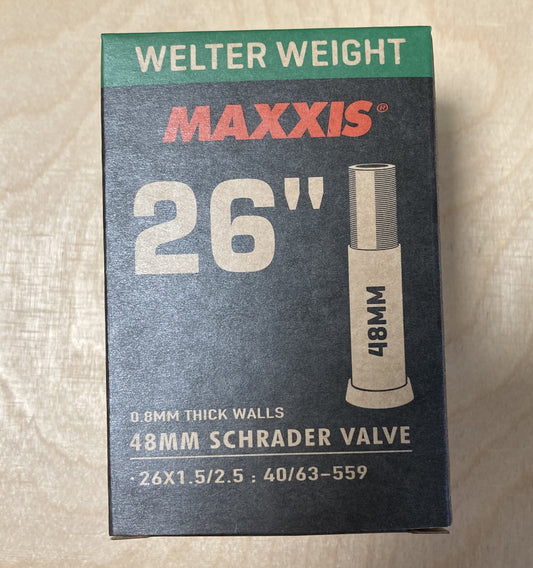 WELTER WEIGHT
MAXXIS®
26"
48MM
0.8MM THICK WALLS
48MM SCHRADER VALVE
·26X1.5/2.5 : 40/63-559